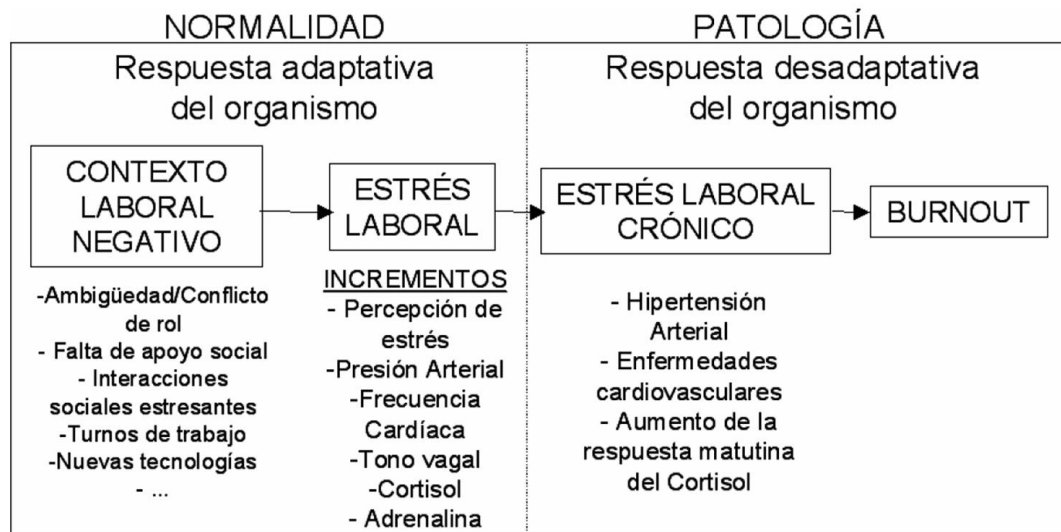 NORMALIDAD
PATOLOGÍA
Respuesta adaptativa
del organismo
Respuesta desadaptativa
del organismo
CONTEXTO
LABORAL
NEGATIVO
ESTRÉS
LABORAL
ESTRÉS LABORAL
CRÓNICO
BURNOUT
-Ambigüedad/Conflicto
de rol
- Falta de apoyo social
- Interacciones
sociales estresantes
-Turnos de trabajo
-Nuevas tecnologías
- ...
INCREMENTOS
- Percepción de
estrés
-Presión Arterial
-Frecuencia
Cardíaca
-Tono vagal
-Cortisol
- Adrenalina
- Hipertensión
Arterial
- Enfermedades
cardiovasculares
- Aumento de la
respuesta matutina
del Cortisol